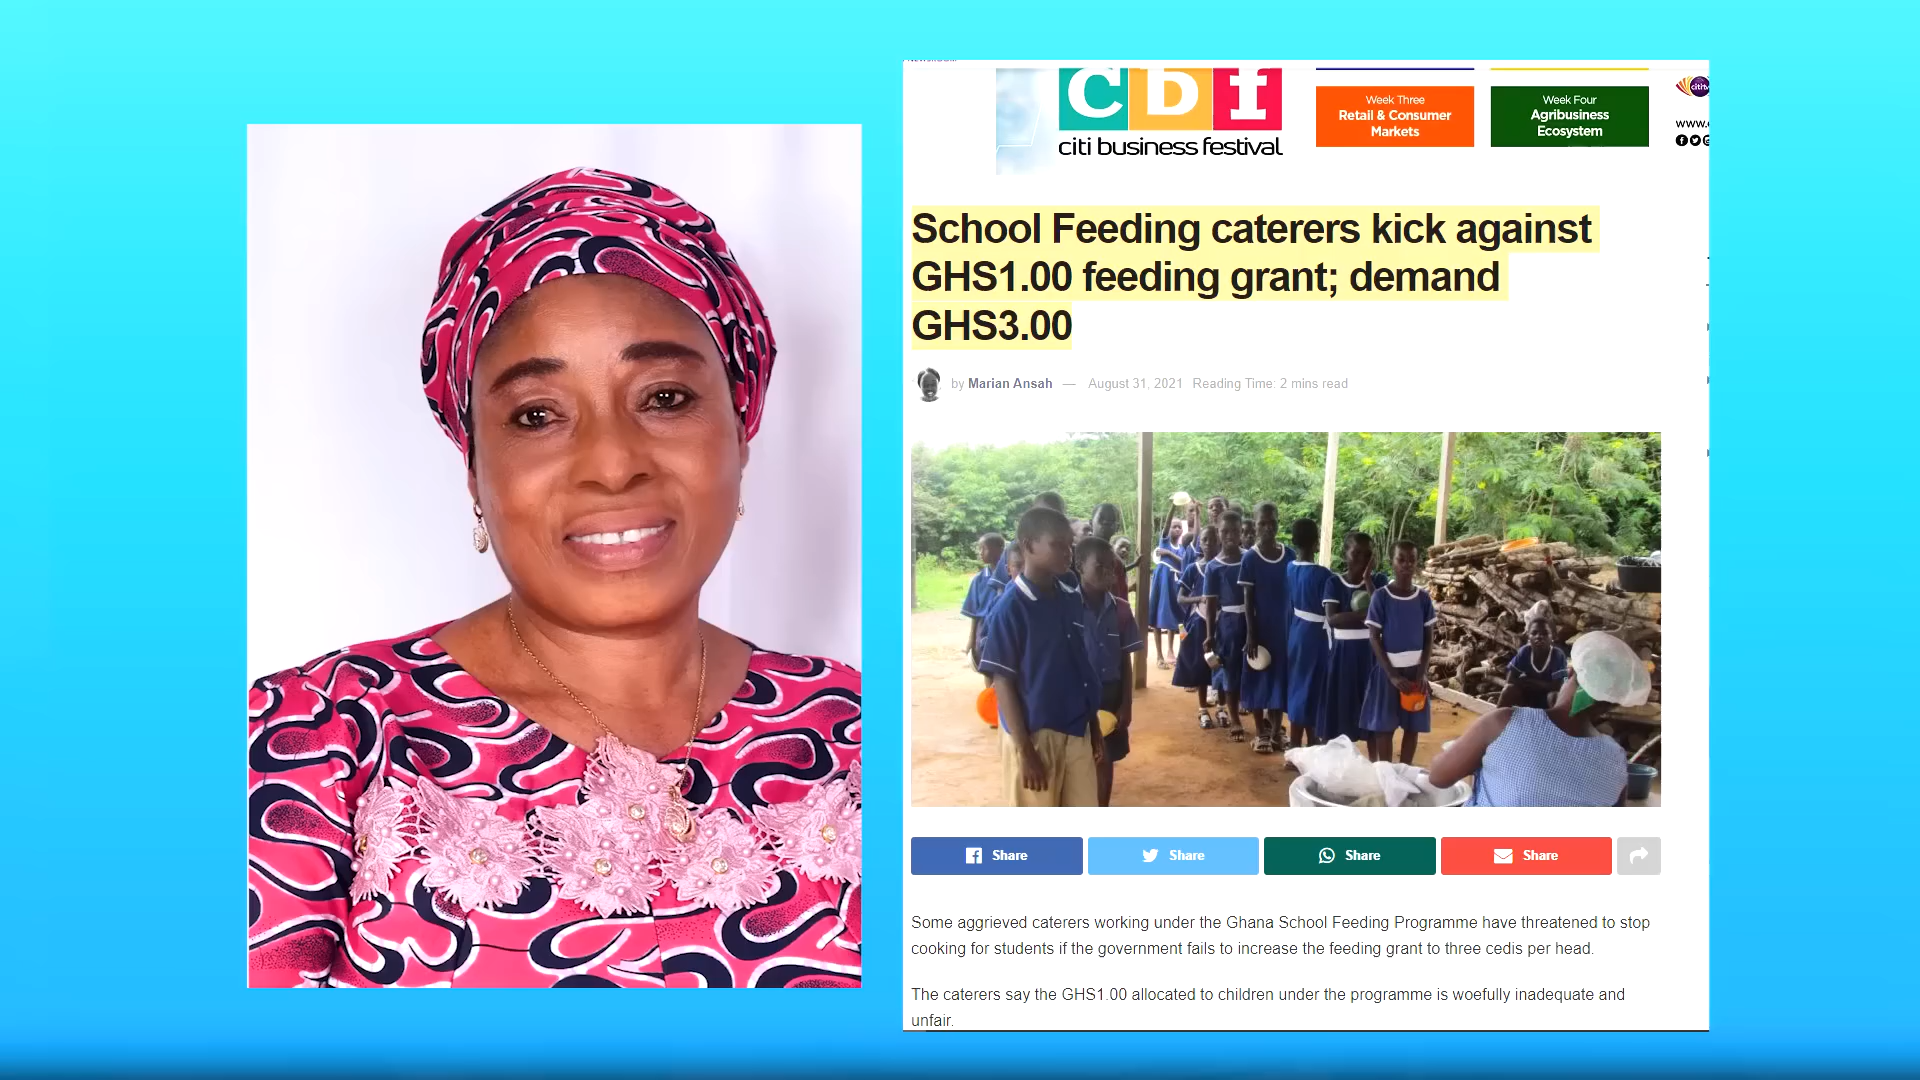 cbf
citi business festival
Week Three
Retail & Consumer
Markets
Week Four
Agribusiness
Ecosystem
www.
School Feeding caterers kick against
GHS1.00 feeding grant; demand
GHS3.00
by Marian Ansah — August 31, 2021 Reading Time: 2 mins read
Share
Share
Share
Share
Some aggrieved caterers working under the Ghana School Feeding Programme have threatened to stop
cooking for students if the government fails to increase the feeding grant to three cedis per head.
The caterers say the GHS1.00 allocated to children under the programme is woefully inadequate and
unfair.